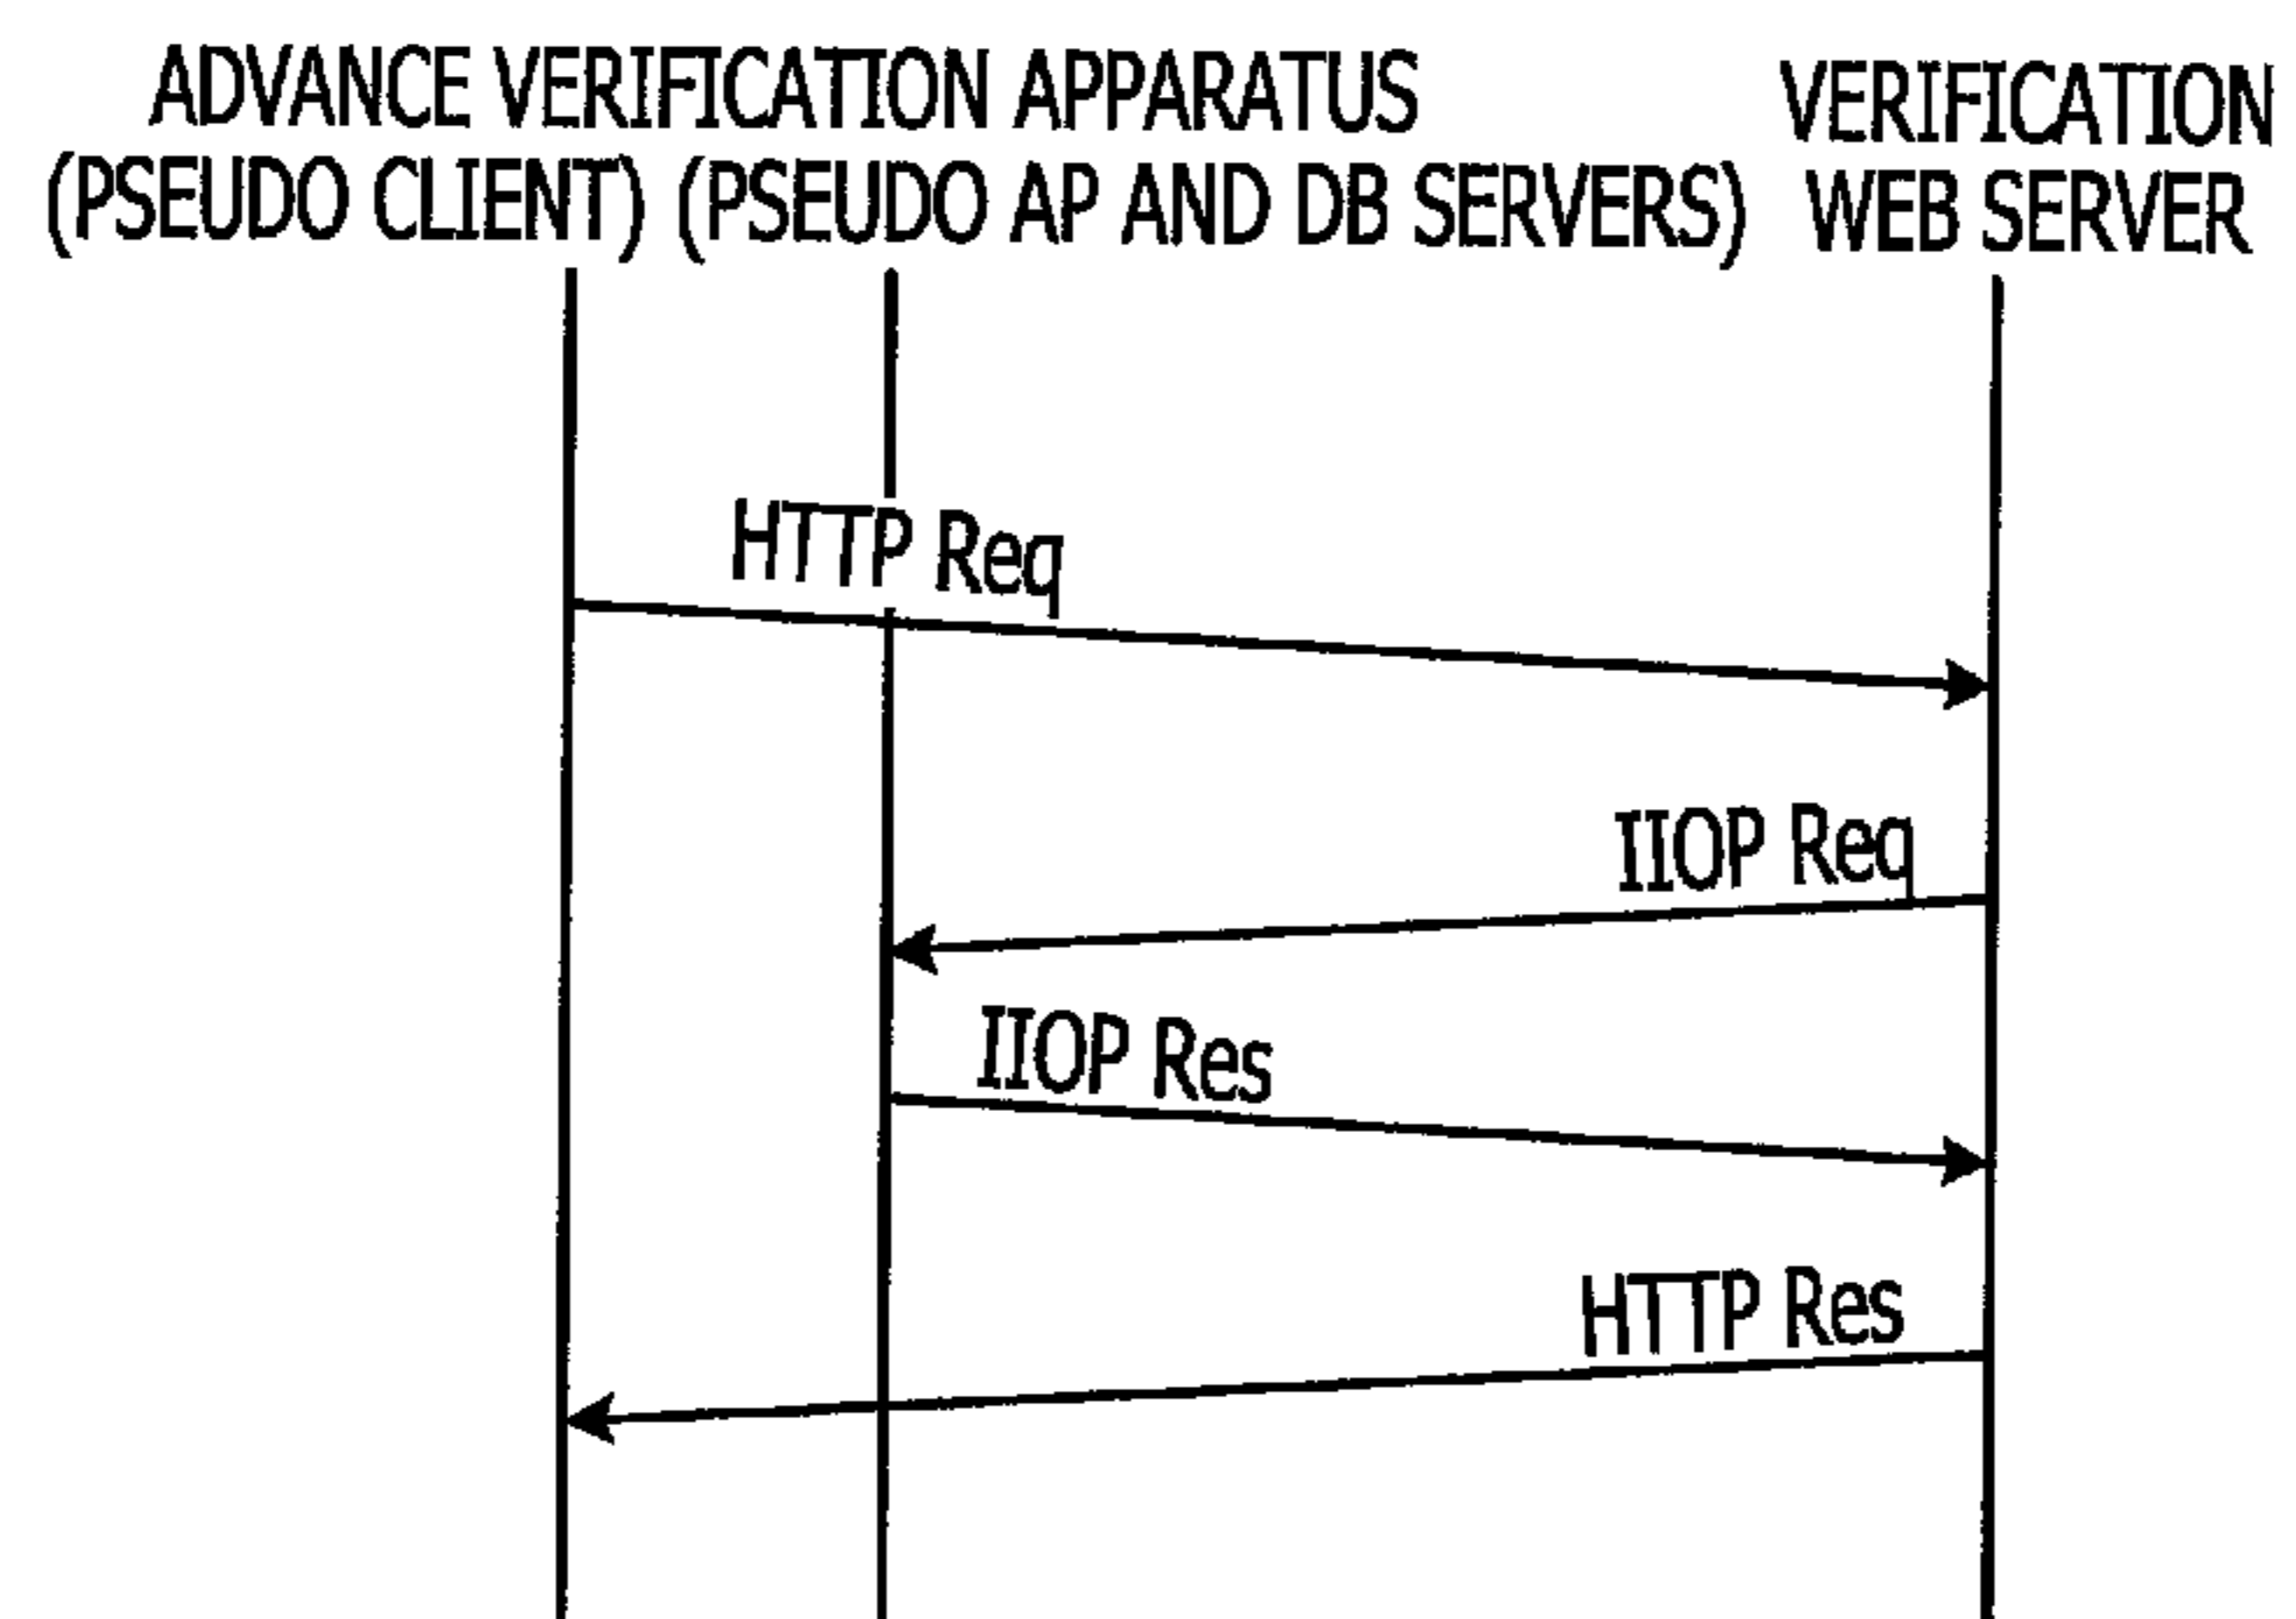 ADVANCE VERIFICATION APPARATUS
(PSEUDO CLIENT) (PSEUDO AP AND DB SERVERS)
VERIFICATION
WEB SERVER
HTTP Req
IIOP Req
IIOP Res
HTTP Res